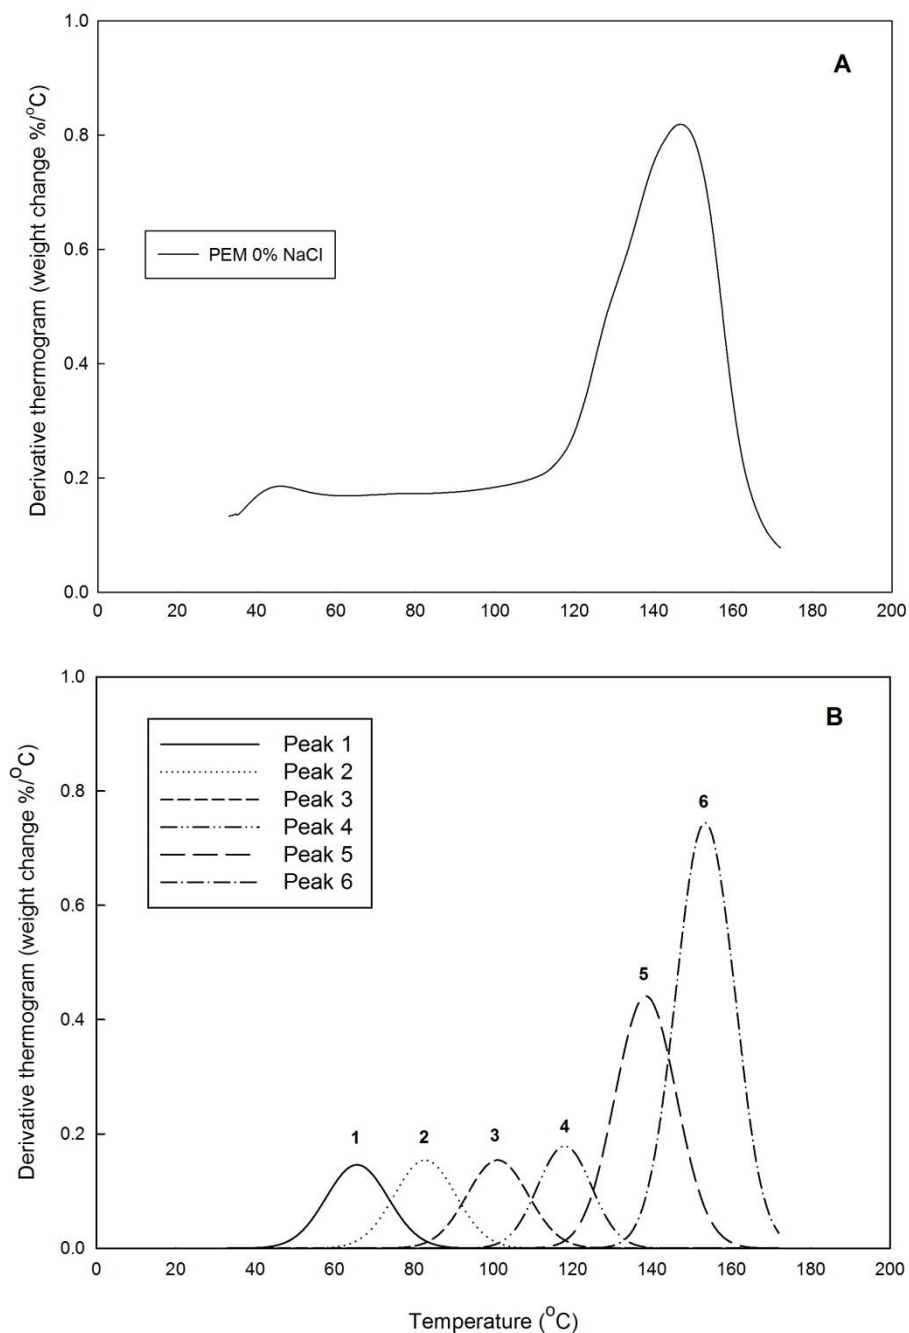 A
Derivative thermogram (weight change %/°C)
1.0
0.8
0.6
0.4
0.2
0.0
PEM 0% NaCl
0 20 40 60 80 100 120 140 160 180 200
B
Derivative thermogram (weight change %/°C)
1.0
0.8
0.6
0.4
0.2
0.0
Peak 1
Peak 2
Peak 3
Peak 4
Peak 5
Peak 6
1 2 3 4 5 6
0 20 40 60 80 100 120 140 160 180 200
Temperature (°C)